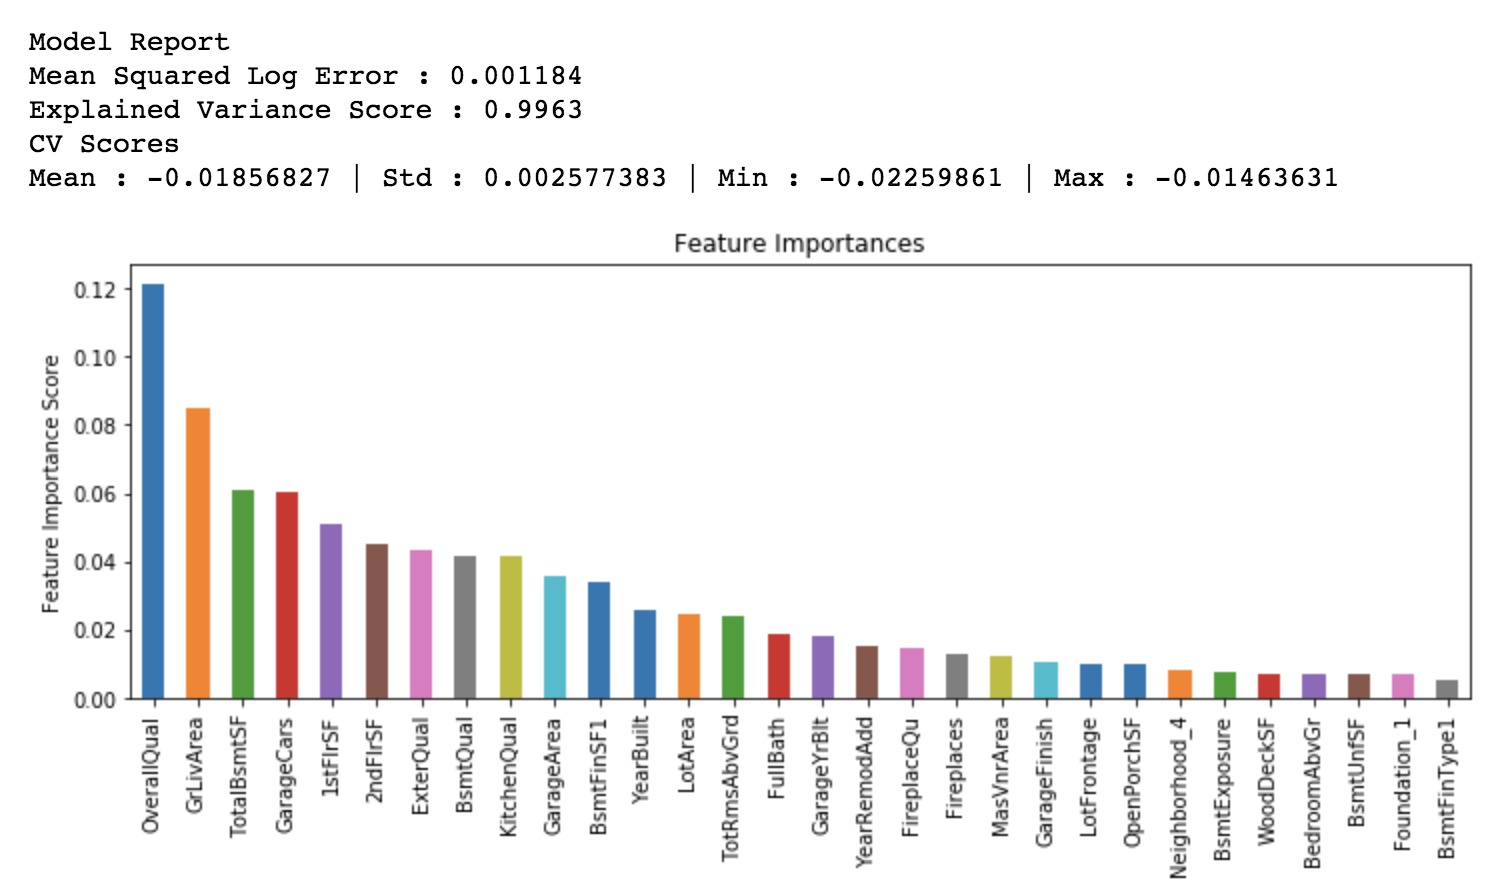 Model Report
Mean Squared Log Error : 0.001184
Explained Variance Score : 0.9963
CV Scores
Mean : -0.01856827 | Std : 0.002577383 | Min : -0.02259861 | Max : -0.01463631
Feature Importances
Feature Importance Score
0.12
0.10
0.08
0.06
0.04
0.02
0.00
OverallQual
GrLivArea
TotalBsmtSF
GarageCars
1stFlrSF
2ndFlrSF
ExterQual
BsmtQual
KitchenQual
GarageArea
BsmtFinSF1
YearBuilt
LotArea
TotRmsAbvGrd
FullBath
GarageYrBlt
YearRemodAdd
FireplaceQu
Fireplaces
MasVnrArea
GarageFinish
LotFrontage
OpenPorchSF
Neighborhood_4
BsmtExposure
WoodDeckSF
BedroomAbvGr
BsmtUnfSF
Foundation_1
BsmtFinType1